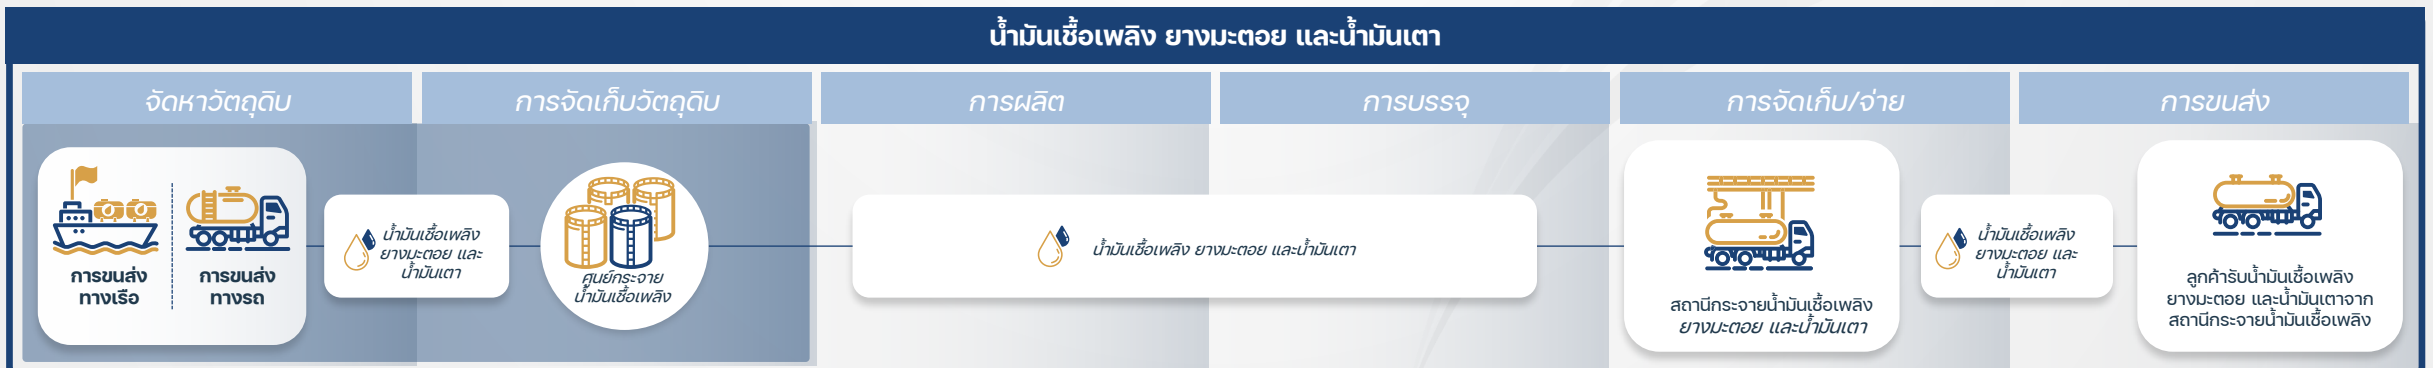 น้ำมันเชื้อเพลิง ยางมะตอย และน้ำมันเตา
จัดหาวัตถุดิบ
การจัดเก็บวัตถุดิบ
การผลิต
การบรรจุ
การจัดเก็บ/จ่าย
การขนส่ง
การขนส่ง
ทางเรือ
การขนส่ง
ทางรถ
น้ำมันเชื้อเพลิง
ยางมะตอย และ
น้ำมันเตา
ศูนย์กระจาย
น้ำมันเชื้อเพลิง
น้ำมันเชื้อเพลิง ยางมะตอย และน้ำมันเตา
สถานีกระจายน้ำมันเชื้อเพลิง
ยางมะตอย และน้ำมันเตา
น้ำมันเชื้อเพลิง
ยางมะตอย และ
น้ำมันเตา
ลูกค้ารับน้ำมันเชื้อเพลิง
ยางมะตอย และน้ำมันเตาจาก
สถานีกระจายน้ำมันเชื้อเพลิง